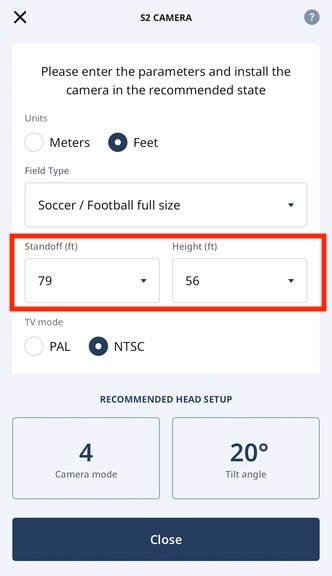 S2 CAMERA
?
Please enter the parameters and install the
camera in the recommended state
Units
Meters
Feet
Field Type
Soccer / Football full size
Standoff (ft)
Height (ft)
79
56
TV mode
PAL
NTSC
RECOMMENDED HEAD SETUP
4
20°
Camera mode
Tilt angle
Close